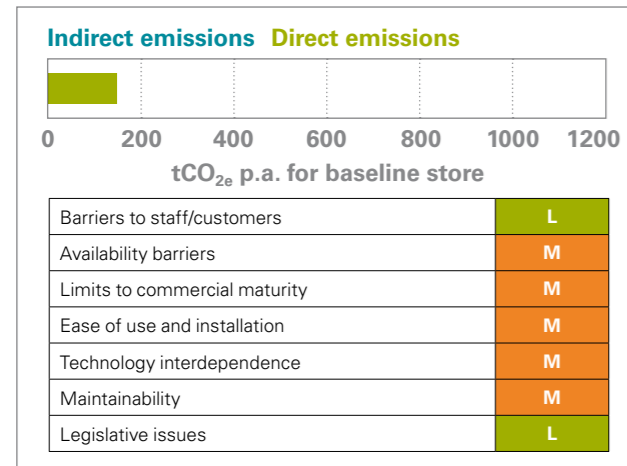 Indirect emissions Direct emissions
0 200 400 600 800 1000 1200
tCO2e p.a. for baseline store
Barriers to staff/customers L
Availability barriers M
Limits to commercial maturity M
Ease of use and installation M
Technology interdependence M
Maintainability M
Legislative issues L